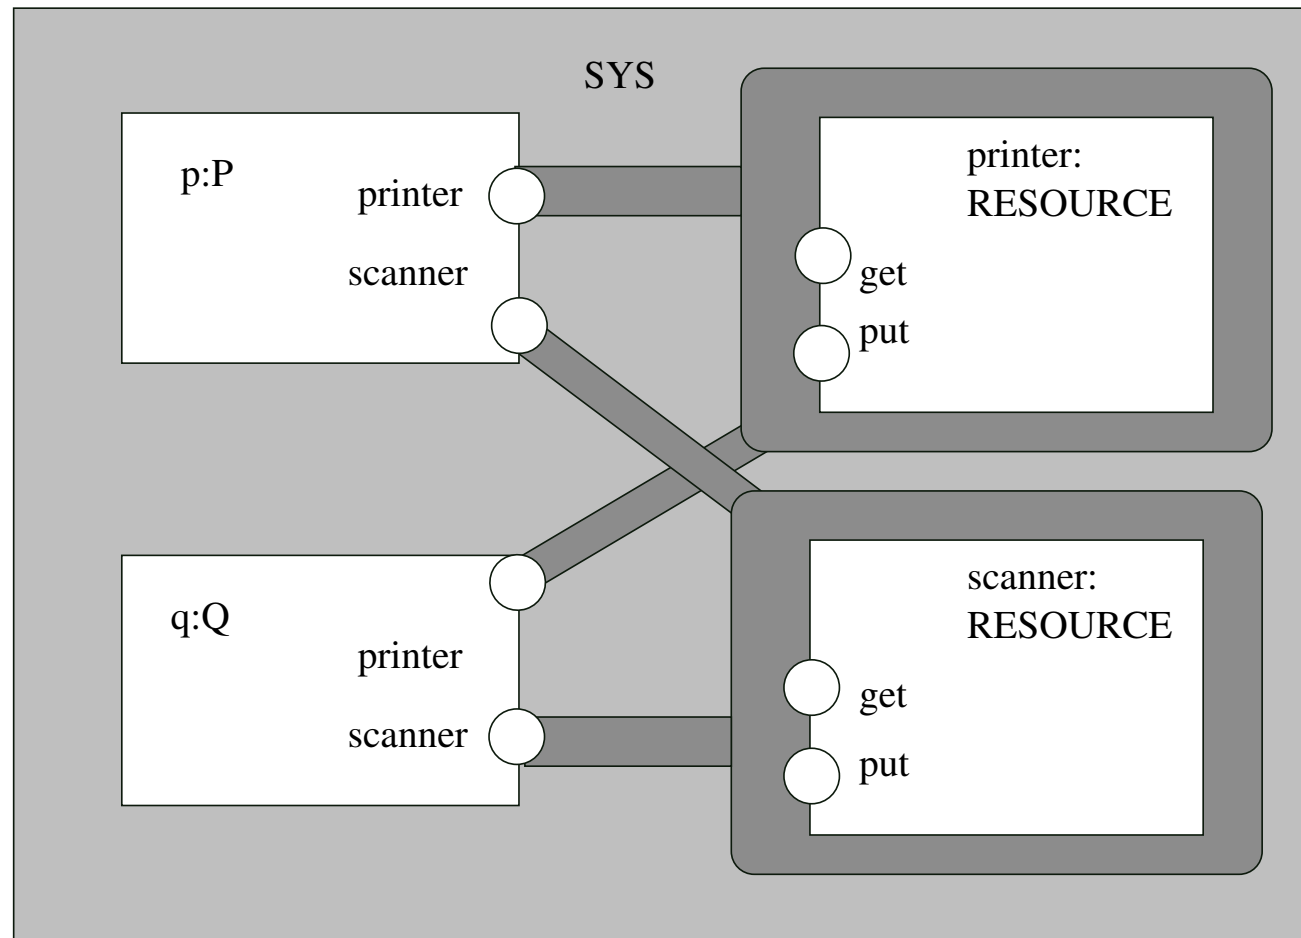 SYS
p:P
printer
scanner
printer:
RESOURCE
get
put
q:Q
printer
scanner
scanner:
RESOURCE
get
put